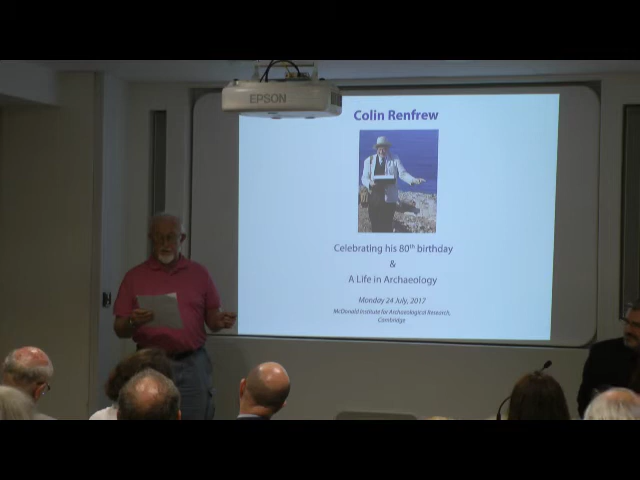 EPSON
Colin Renfrew
Celebrating his 80th birthday
&
A Life in Archaeology
Monday 24 July, 2017
McDonald Institute for Archaeological Research,
Cambridge